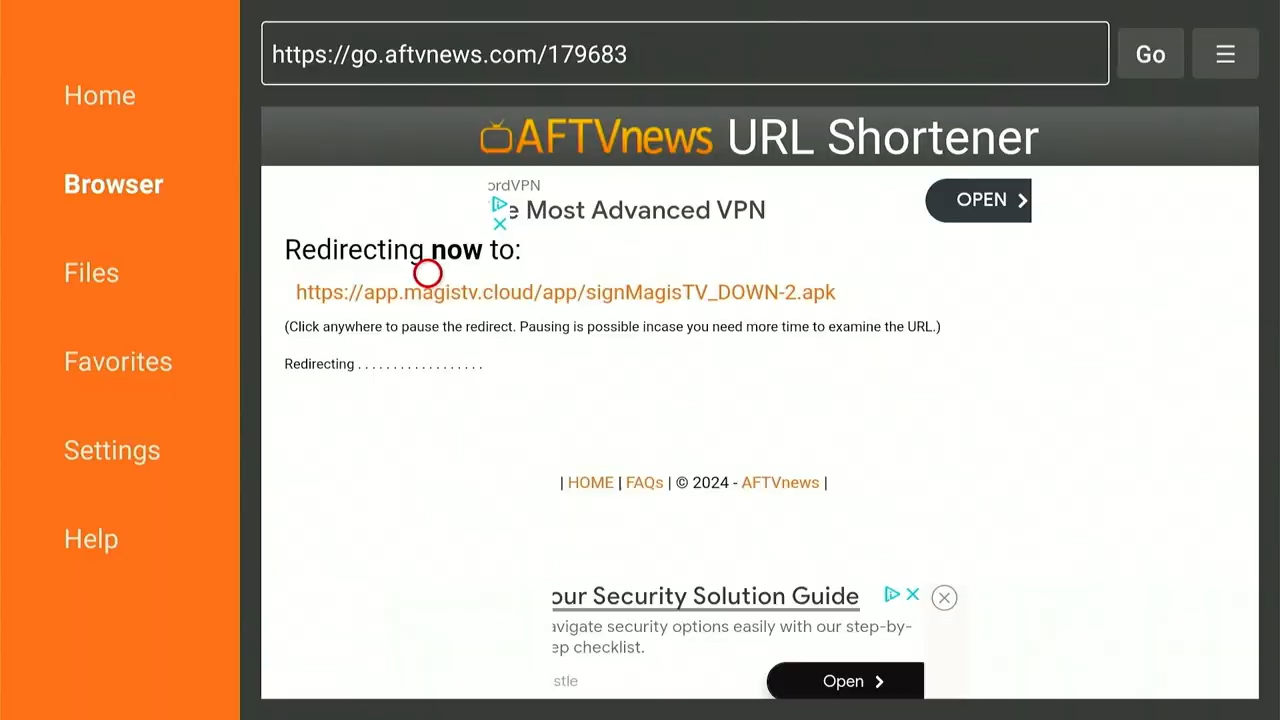 Home
Browser
Files
Favorites
Settings
Help
https://go.aftvnews.com/179683
Go
AFTVnews URL Shortener
ordVPN
e Most Advanced VPN
OPEN
Redirecting now to:
https://app.magistv.cloud/app/signMagisTV_DOWN-2.apk
(Click anywhere to pause the redirect. Pausing is possible incase you need more time to examine the URL.)
Redirecting . . . . . . . . . . . . . . . . . .
| HOME | FAQs | © 2024 - AFTVnews |
our Security Solution Guide
avigate security options easily with our step-by-
ep checklist.
stle
Open